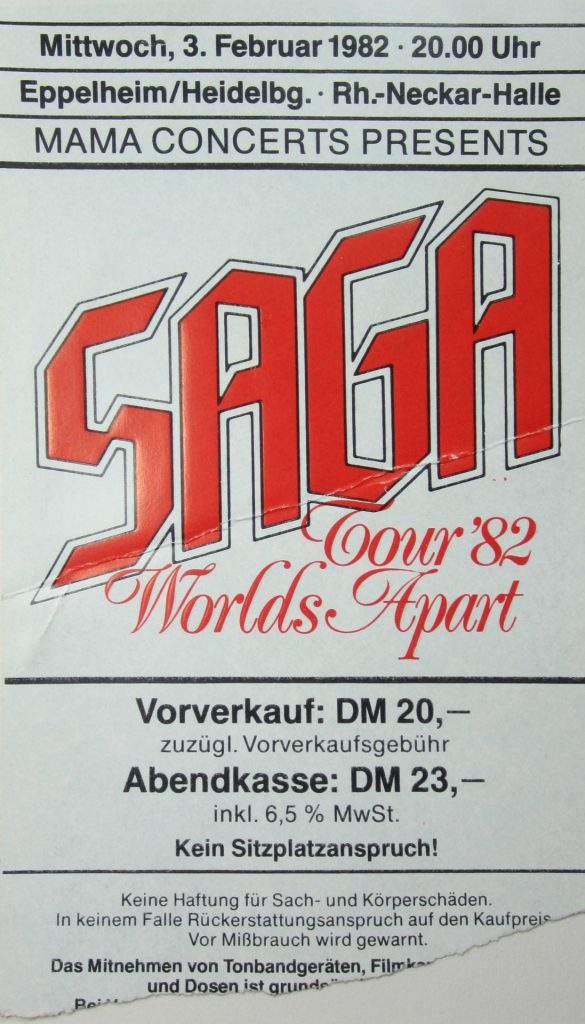 Mittwoch, 3. Februar 1982 · 20.00 Uhr
Eppelheim/Heidelbg. · Rh.-Neckar-Halle
MAMA CONCERTS PRESENTS
SAGA
Tour '82
Worlds Apart
Vorverkauf: DM 20,—
zuzügl. Vorverkaufsgebühr
Abendkasse: DM 23,—
inkl. 6,5 % MwSt.
Kein Sitzplatzanspruch!
Keine Haftung für Sach- und Körperschäden.
In keinem Falle Rückerstattungsanspruch auf den Kaufpreis
Vor Mißbrauch wird gewarnt.
Das Mitnehmen von Tonbandgeräten,
und Dosen ist